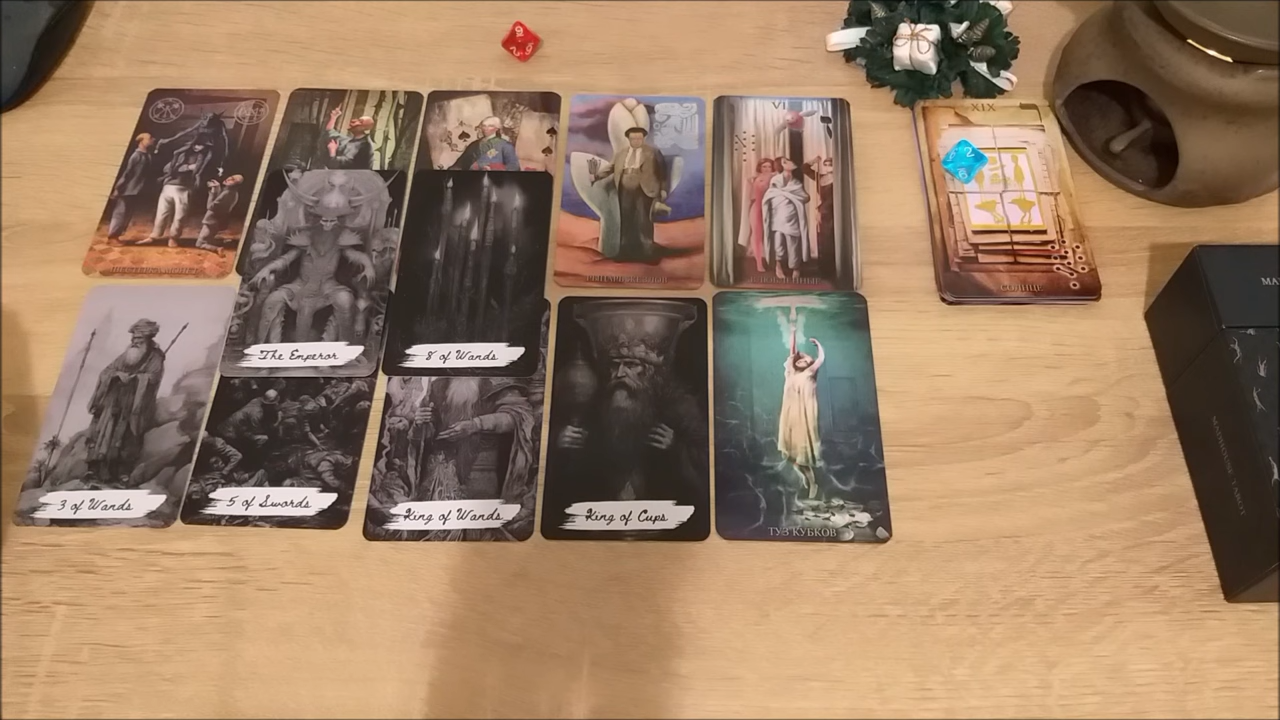 VI
XIX
СОЛНЦЕ
The Emperor
8 of Wands
3 of Wands
5 of Swords
King of Wands
King of Cups
ТУЗ КУБКОВ